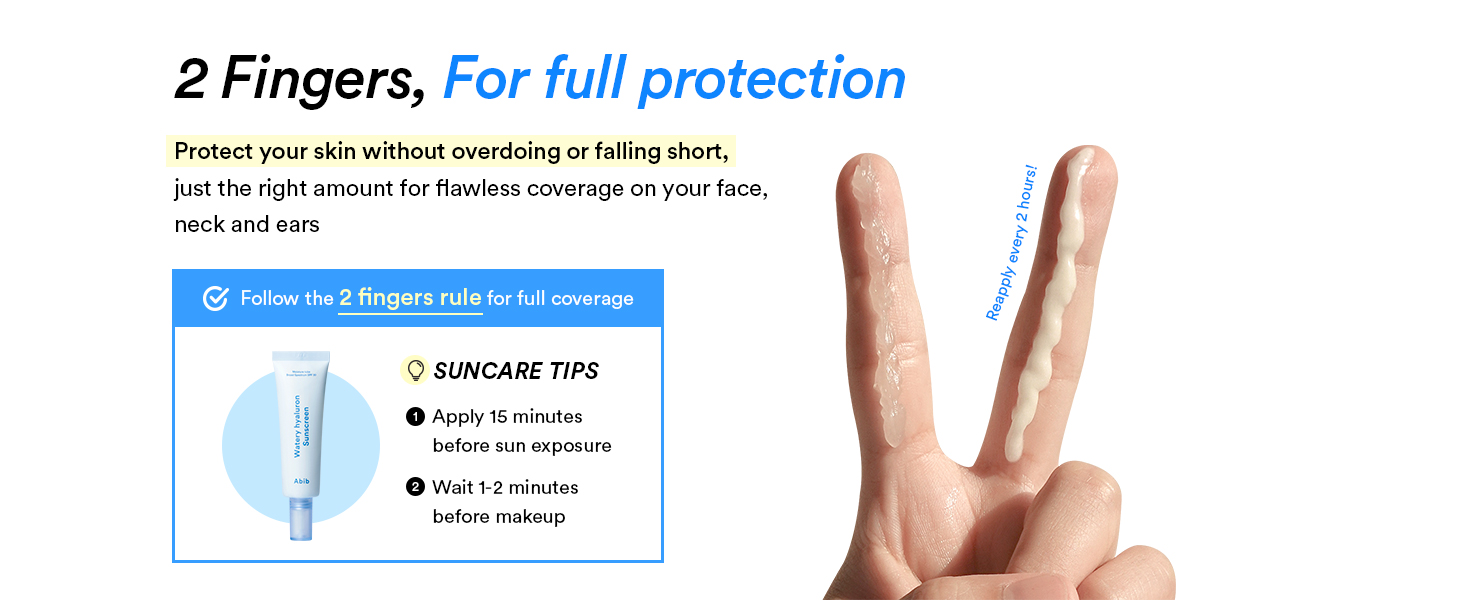 2 Fingers, For full protection
Protect your skin without overdoing or falling short,
just the right amount for flawless coverage on your face,
neck and ears
Follow the 2 fingers rule for full coverage
SUNCARE TIPS
1 Apply 15 minutes
before sun exposure
2 Wait 1-2 minutes
before makeup
Watery hyaluron
Sunscreen
Abib
Reapply every 2 hours!